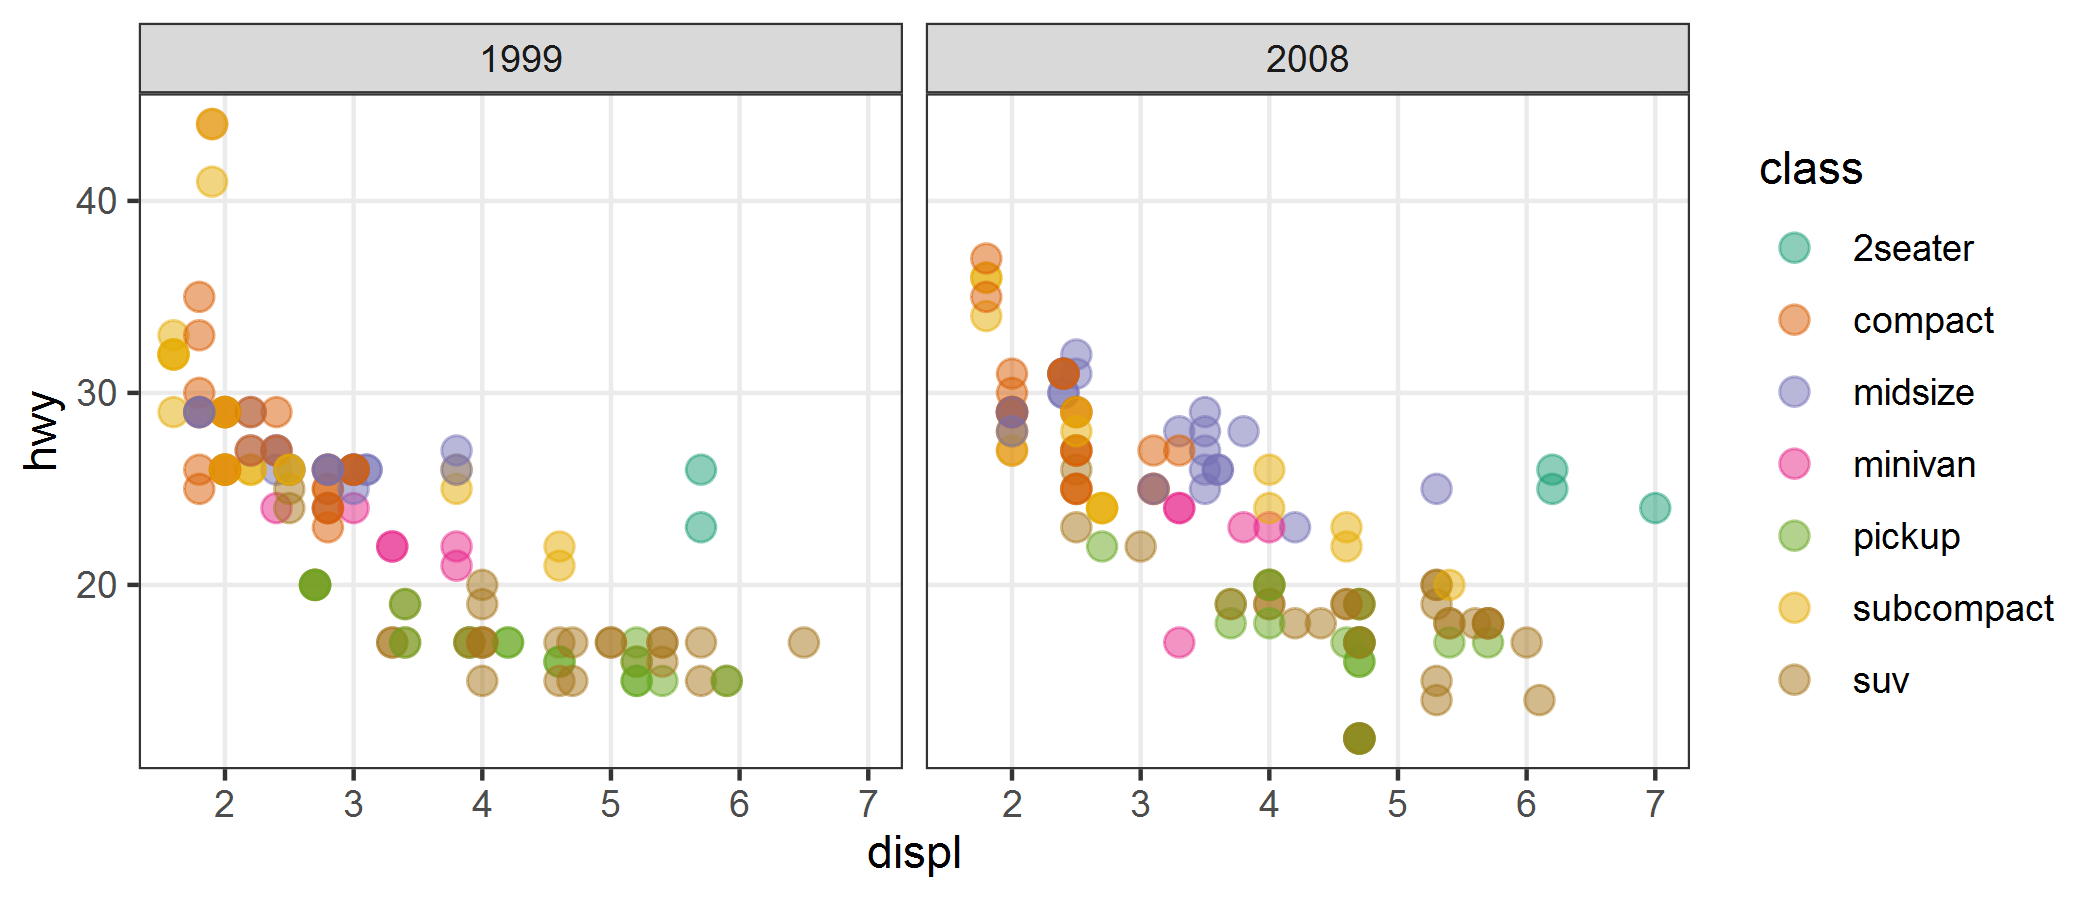 1999 2008
hwy
40
30
20
2 3 4 5 6 7 2 3 4 5 6 7
displ
class
2seater
compact
midsize
minivan
pickup
subcompact
suv